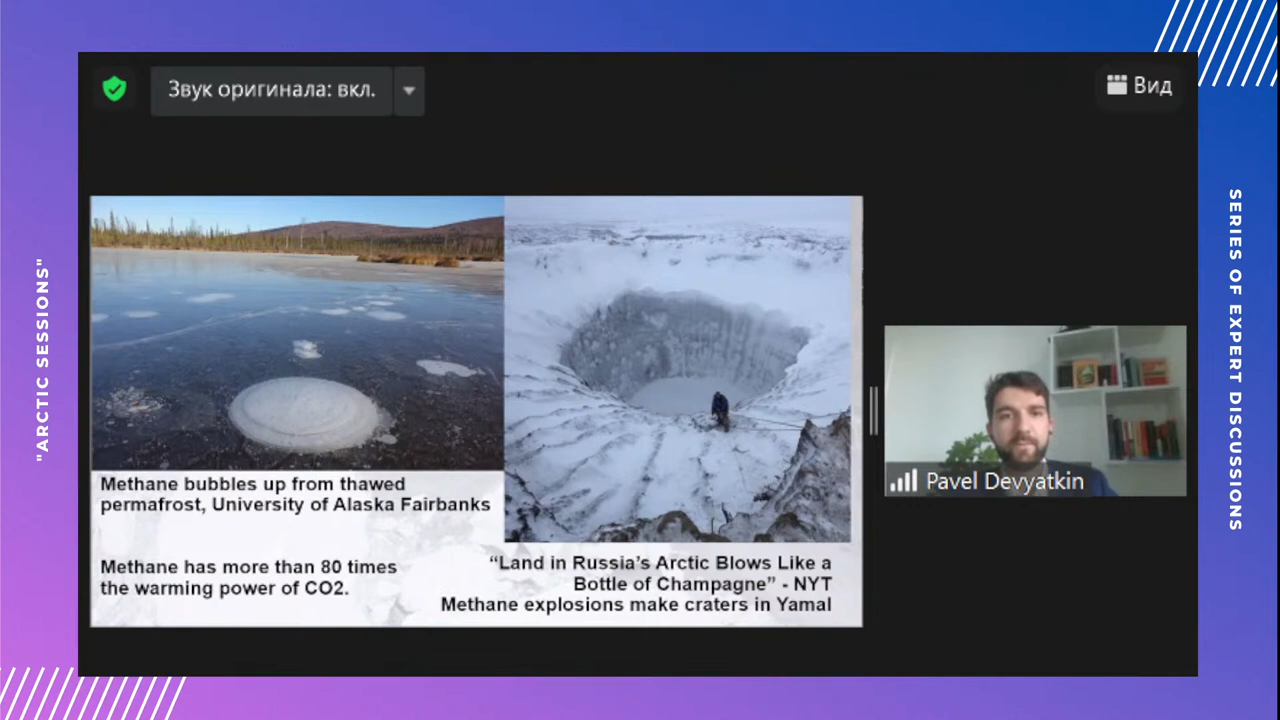 "ARCTIC SESSIONS"
Звук оригинала: вкл.
Вид
Methane bubbles up from thawed
permafrost, University of Alaska Fairbanks
Methane has more than 80 times
the warming power of CO2.
“Land in Russia’s Arctic Blows Like a
Bottle of Champagne” - NYT
Methane explosions make craters in Yamal
Pavel Devyatkin
SERIES OF EXPERT DISCUSSIONS